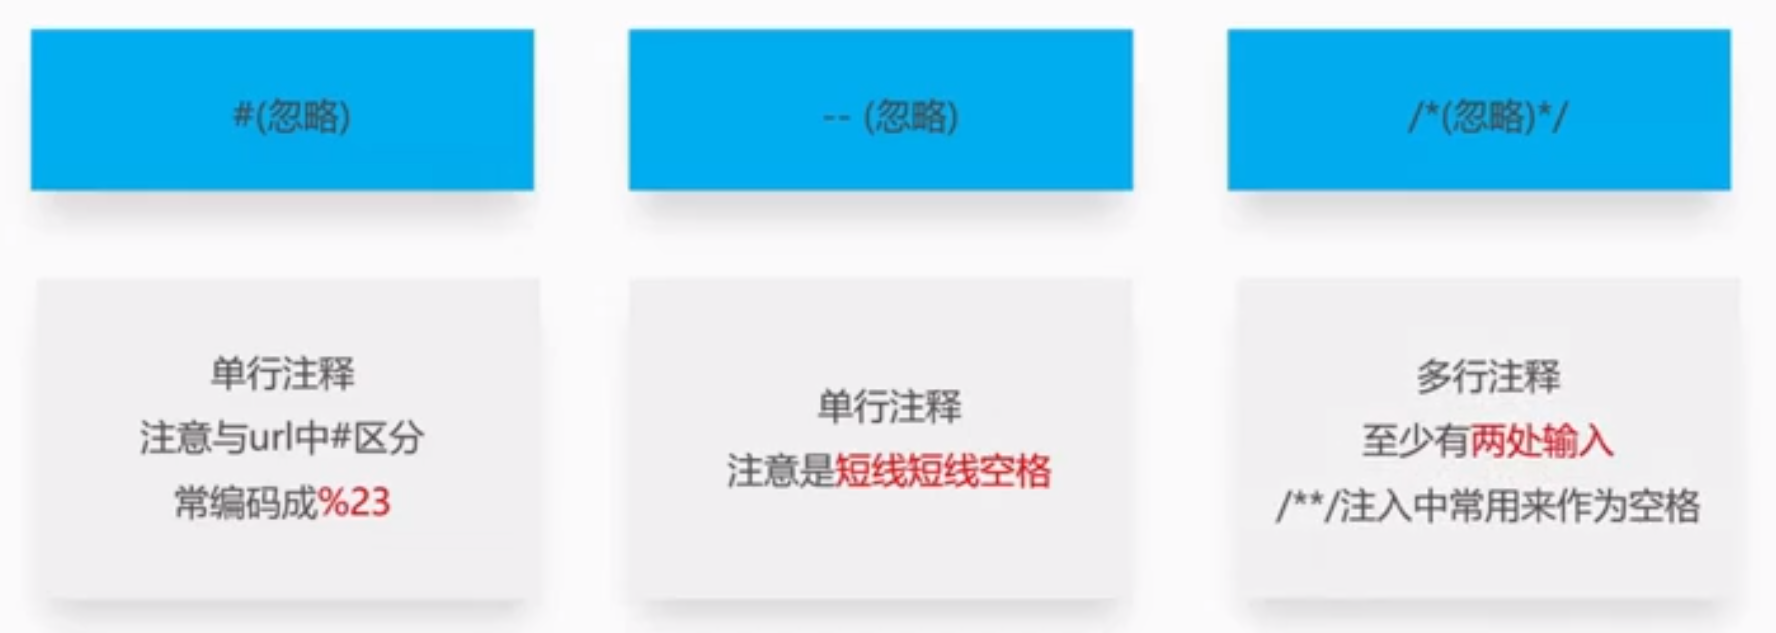 #(忽略)
-- (忽略)
/*(忽略)*/
单行注释
注意与url中#区分
常编码成%23
单行注释
注意是短线短线空格
多行注释
至少有两处输入
/**/注入中常用来作为空格